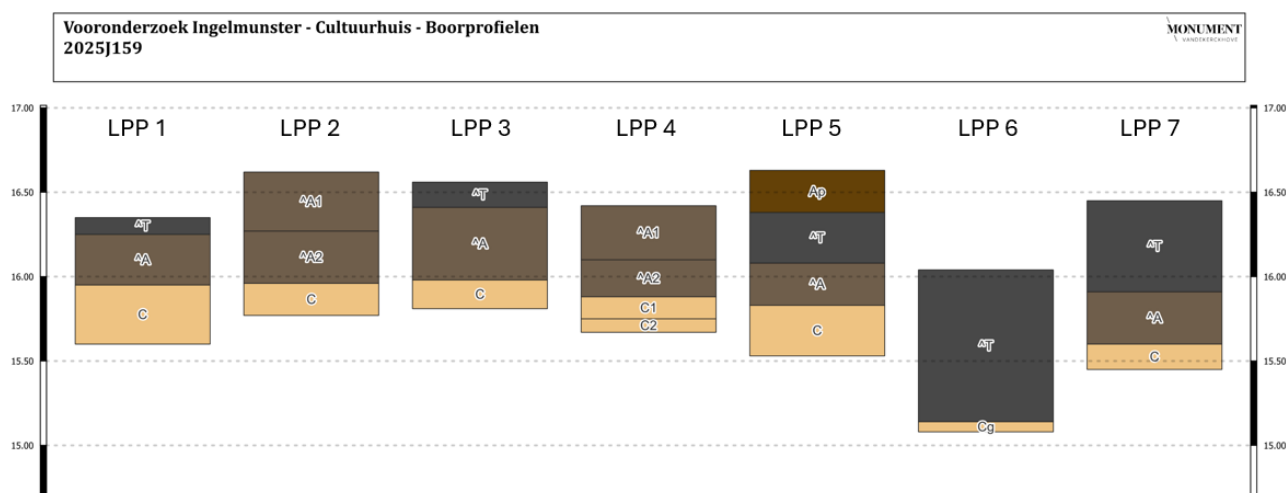 Vooronderzoek Ingelmunster - Cultuurhuis - Boorprofielen
2025J159
MONUMENT
VANDEKERCKHOVE
17.00 17.00
LPP 1 LPP 2 LPP 3 LPP 4 LPP 5 LPP 6 LPP 7
16.50 16.50
16.00 16.00
15.50 15.50
15.00 15.00
^T
^A
C
^A1
^A2
C
^T
^A
C
^A1
^A2
C1
C2
Ap
^T
^A
C
^T
Cg
^T
^A
C